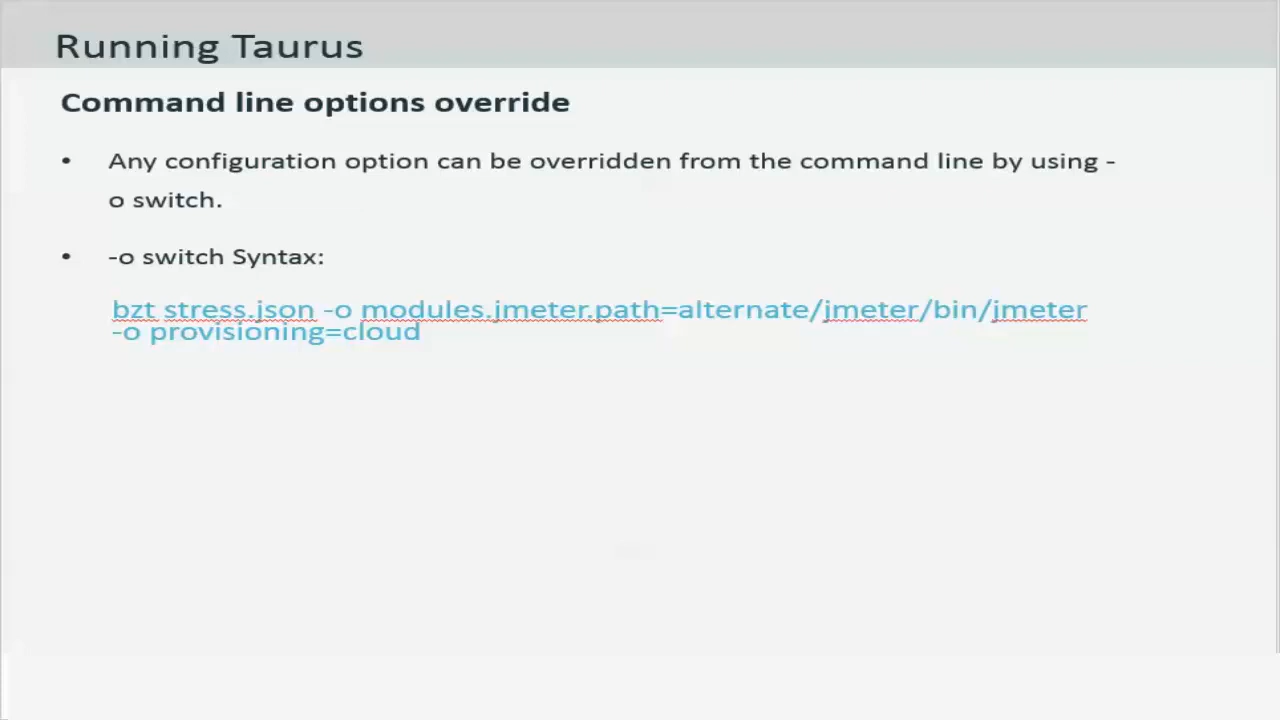 Running Taurus
Command line options override
• Any configuration option can be overridden from the command line by using -
o switch.
• -o switch Syntax:
bzt stress.json -o modules.jmeter.path=alternate/jmeter/bin/jmeter
-o provisioning=cloud